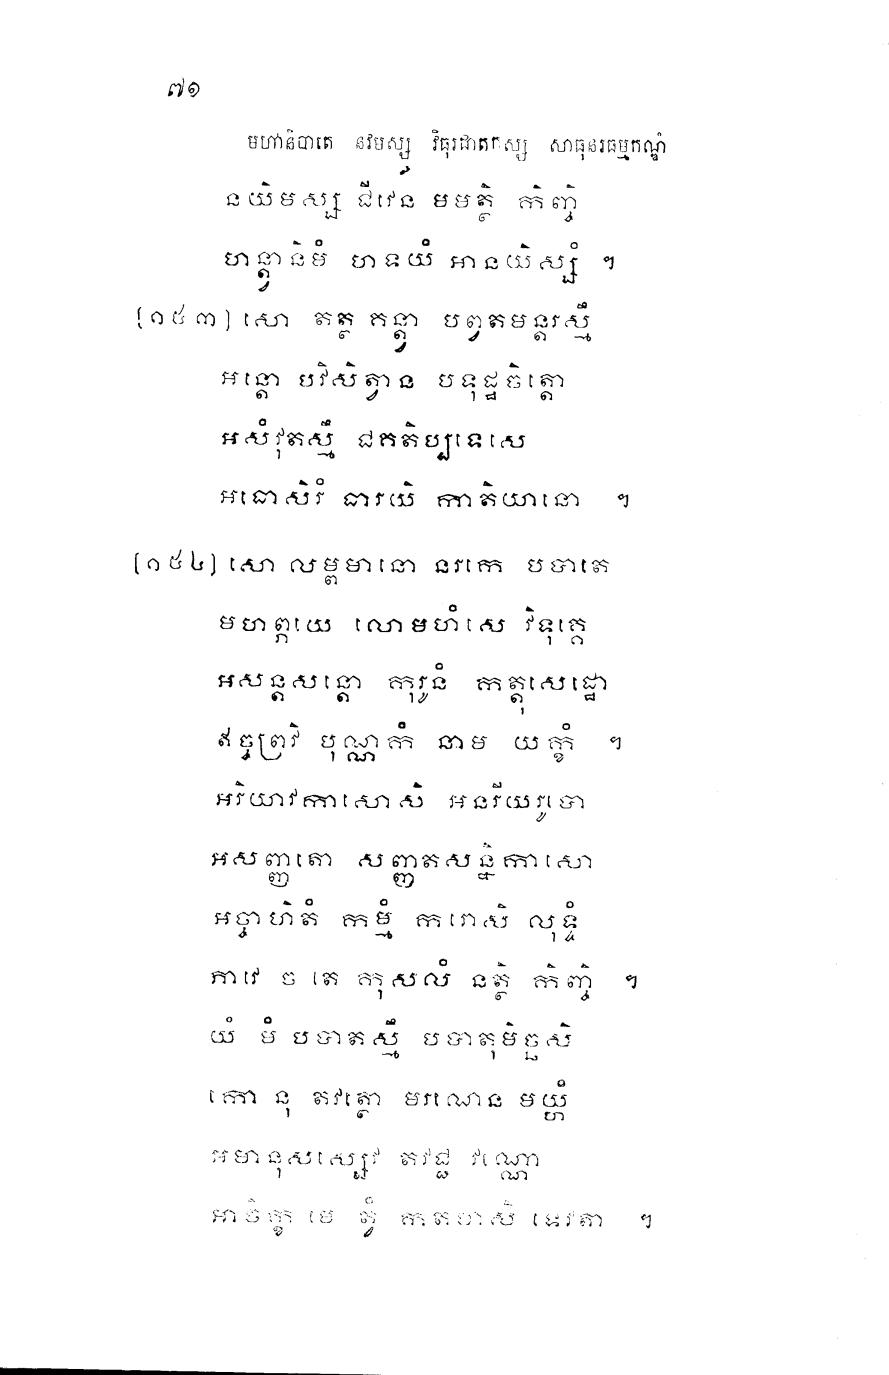 ៧១
មហានិបាតេ នវមស្ស វិធុរជាតកស្ស សាធុនរធម្មកណ្ឌំ
នយិមស្ស ជីវេន មមត្ថិ កិញ្ចិ
ហន្ត្វានិមំ ហទយំ អានយិស្សំ ។
[១៥៣] សោ តត្ថ គន្ត្វា បព្វតមន្តរស្មឹ
អន្តោ បវិសិត្វាន បទុដ្ឋចិត្តោ
អសំវុតស្មឹ ជគតិប្បទេសេ
អធោសិរំ ធារយិ កាតិយានោ ។
[១៥៤] សោ លម្ពមានោ នរកេ បបាតេ
មហព្ភយេ លោមហំសេ វិទុគ្គេ
អសន្តសន្តោ កុរូនំ កត្តុសេដ្ឋោ
ឥច្ចព្រវិ បុណ្ណកំ នាម យក្ខំ ។
អរិយាវកាសោសិ អនរិយរូបោ
អសញ្ញតោ សញ្ញតសន្និកាសោ
អច្ចាហិតំ កម្មំ ករោសិ លុទ្ទំ
ភាវេ ច តេ កុសលំ នត្ថិ កិញ្ចិ ។
យំ មំ បបាតស្មឹ បបាតុមិច្ឆសិ
កោ នុ តវត្ថោ មរណេន មយ្ហំ
អមានុសស្សេវ តវជ្ជ វណ្ណោ
អាចិក្ខ មេ ត្វំ កតមាសិ ទេវតា ។